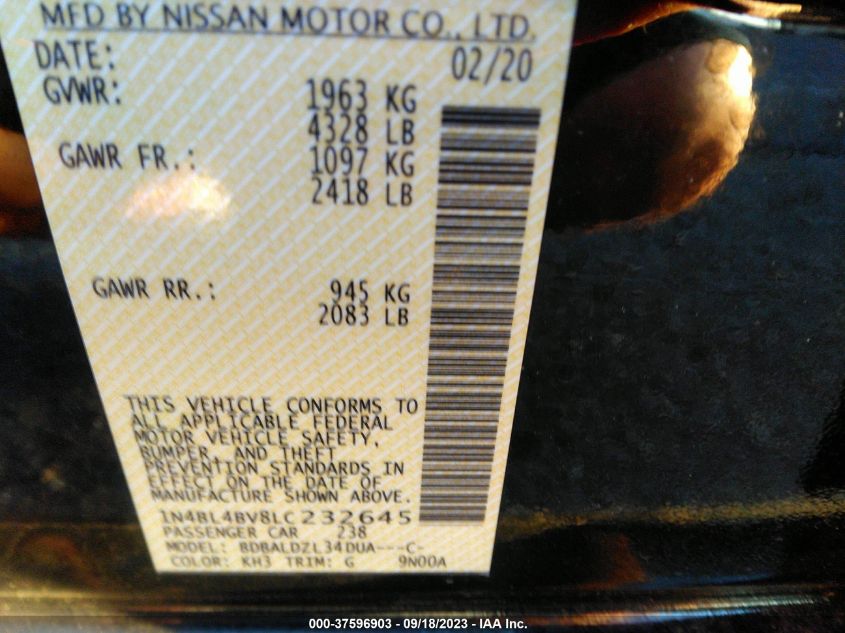 MFD BY NISSAN MOTOR CO., LTD.
DATE: 02/20
GVWR: 1963 KG
4328 LB
GAWR FR.: 1097 KG
2418 LB
GAWR RR.: 945 KG
2083 LB
THIS VEHICLE CONFORMS TO
ALL APPLICABLE FEDERAL
MOTOR VEHICLE SAFETY,
BUMPER, AND THEFT
PREVENTION STANDARDS IN
EFFECT ON THE DATE OF
MANUFACTURE SHOWN ABOVE.
1N4BL4BV8LC232645
PASSENGER CAR 238
MODEL: BDBALDZL34DUA---C-
COLOR: KH3 TRIM: G 9N00A
000-37596903 - 09/18/2023 - IAA Inc.